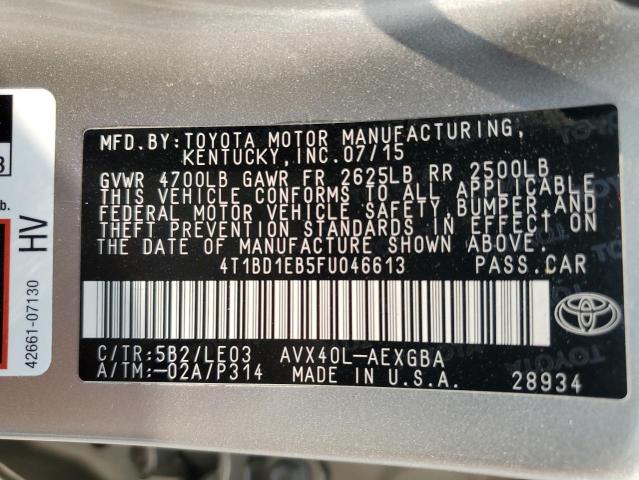 MFD.BY:TOYOTA MOTOR MANUFACTURING,
KENTUCKY,INC.07/15
GVWR 4700LB GAWR FR 2625LB RR 2500LB
THIS VEHICLE CONFORMS TO ALL APPLICABLE
FEDERAL MOTOR VEHICLE SAFETY,BUMPER,AND
THEFT PREVENTION STANDARDS IN EFFECT ON
THE DATE OF MANUFACTURE SHOWN ABOVE.
4T1BD1EB5FU046613 PASS.CAR
C/TR:5B2/LE03 AVX40L-AEXGBA
A/TM:-02A/P314 MADE IN U.S.A. 28934
HV
42661-07130
b.